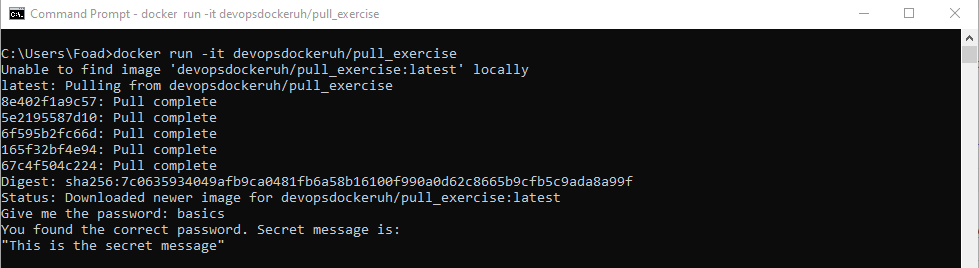 Command Prompt - docker  run -it devopsdockeruh/pull_exercise
C:\Users\Foad>docker run -it devopsdockeruh/pull_exercise
Unable to find image 'devopsdockeruh/pull_exercise:latest' locally
latest: Pulling from devopsdockeruh/pull_exercise
8e402f1a9c57: Pull complete
5e2195587d10: Pull complete
6f595b2fc66d: Pull complete
165f32bf4e94: Pull complete
67c4f504c224: Pull complete
Digest: sha256:7c0635934049afb9ca0481fb6a58b16100f990a0d62c8665b9cfb5c9ada8a99f
Status: Downloaded newer image for devopsdockeruh/pull_exercise:latest
Give me the password: basics
You found the correct password. Secret message is:
"This is the secret message"